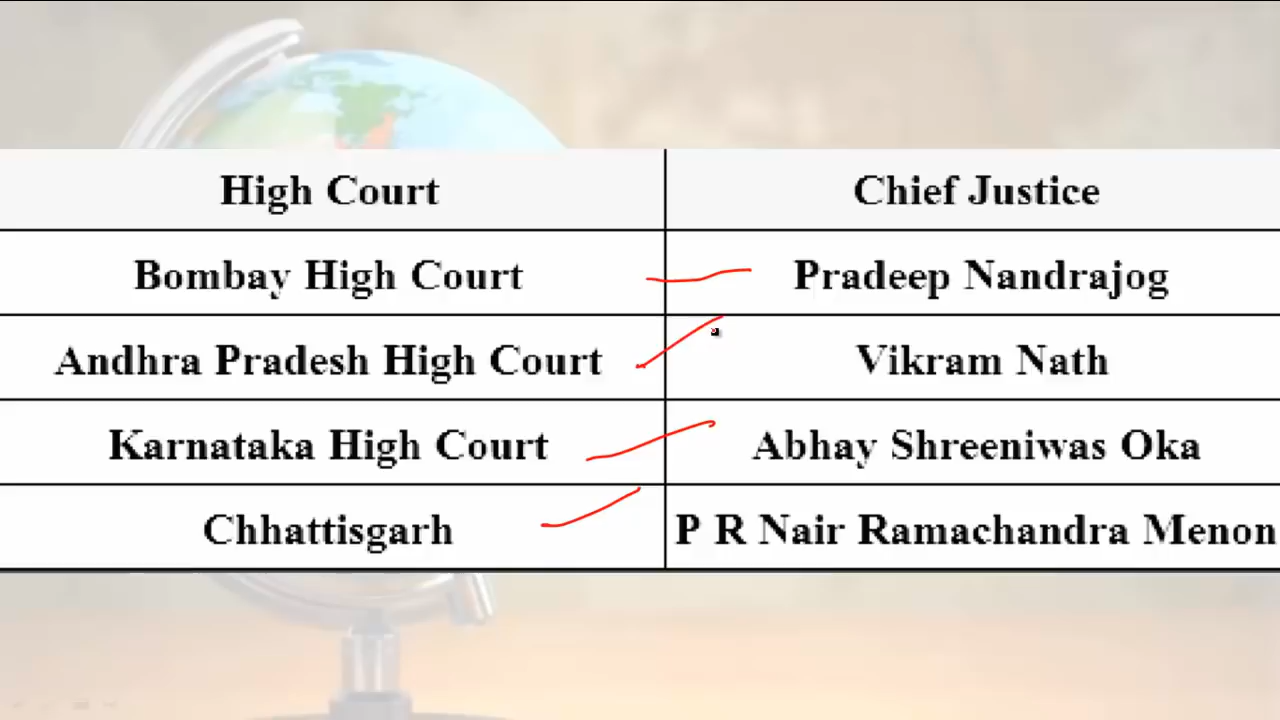 High Court Chief Justice
Bombay High Court Pradeep Nandrajog
Andhra Pradesh High Court Vikram Nath
Karnataka High Court Abhay Shreeniwas Oka
Chhattisgarh P R Nair Ramachandra Menon